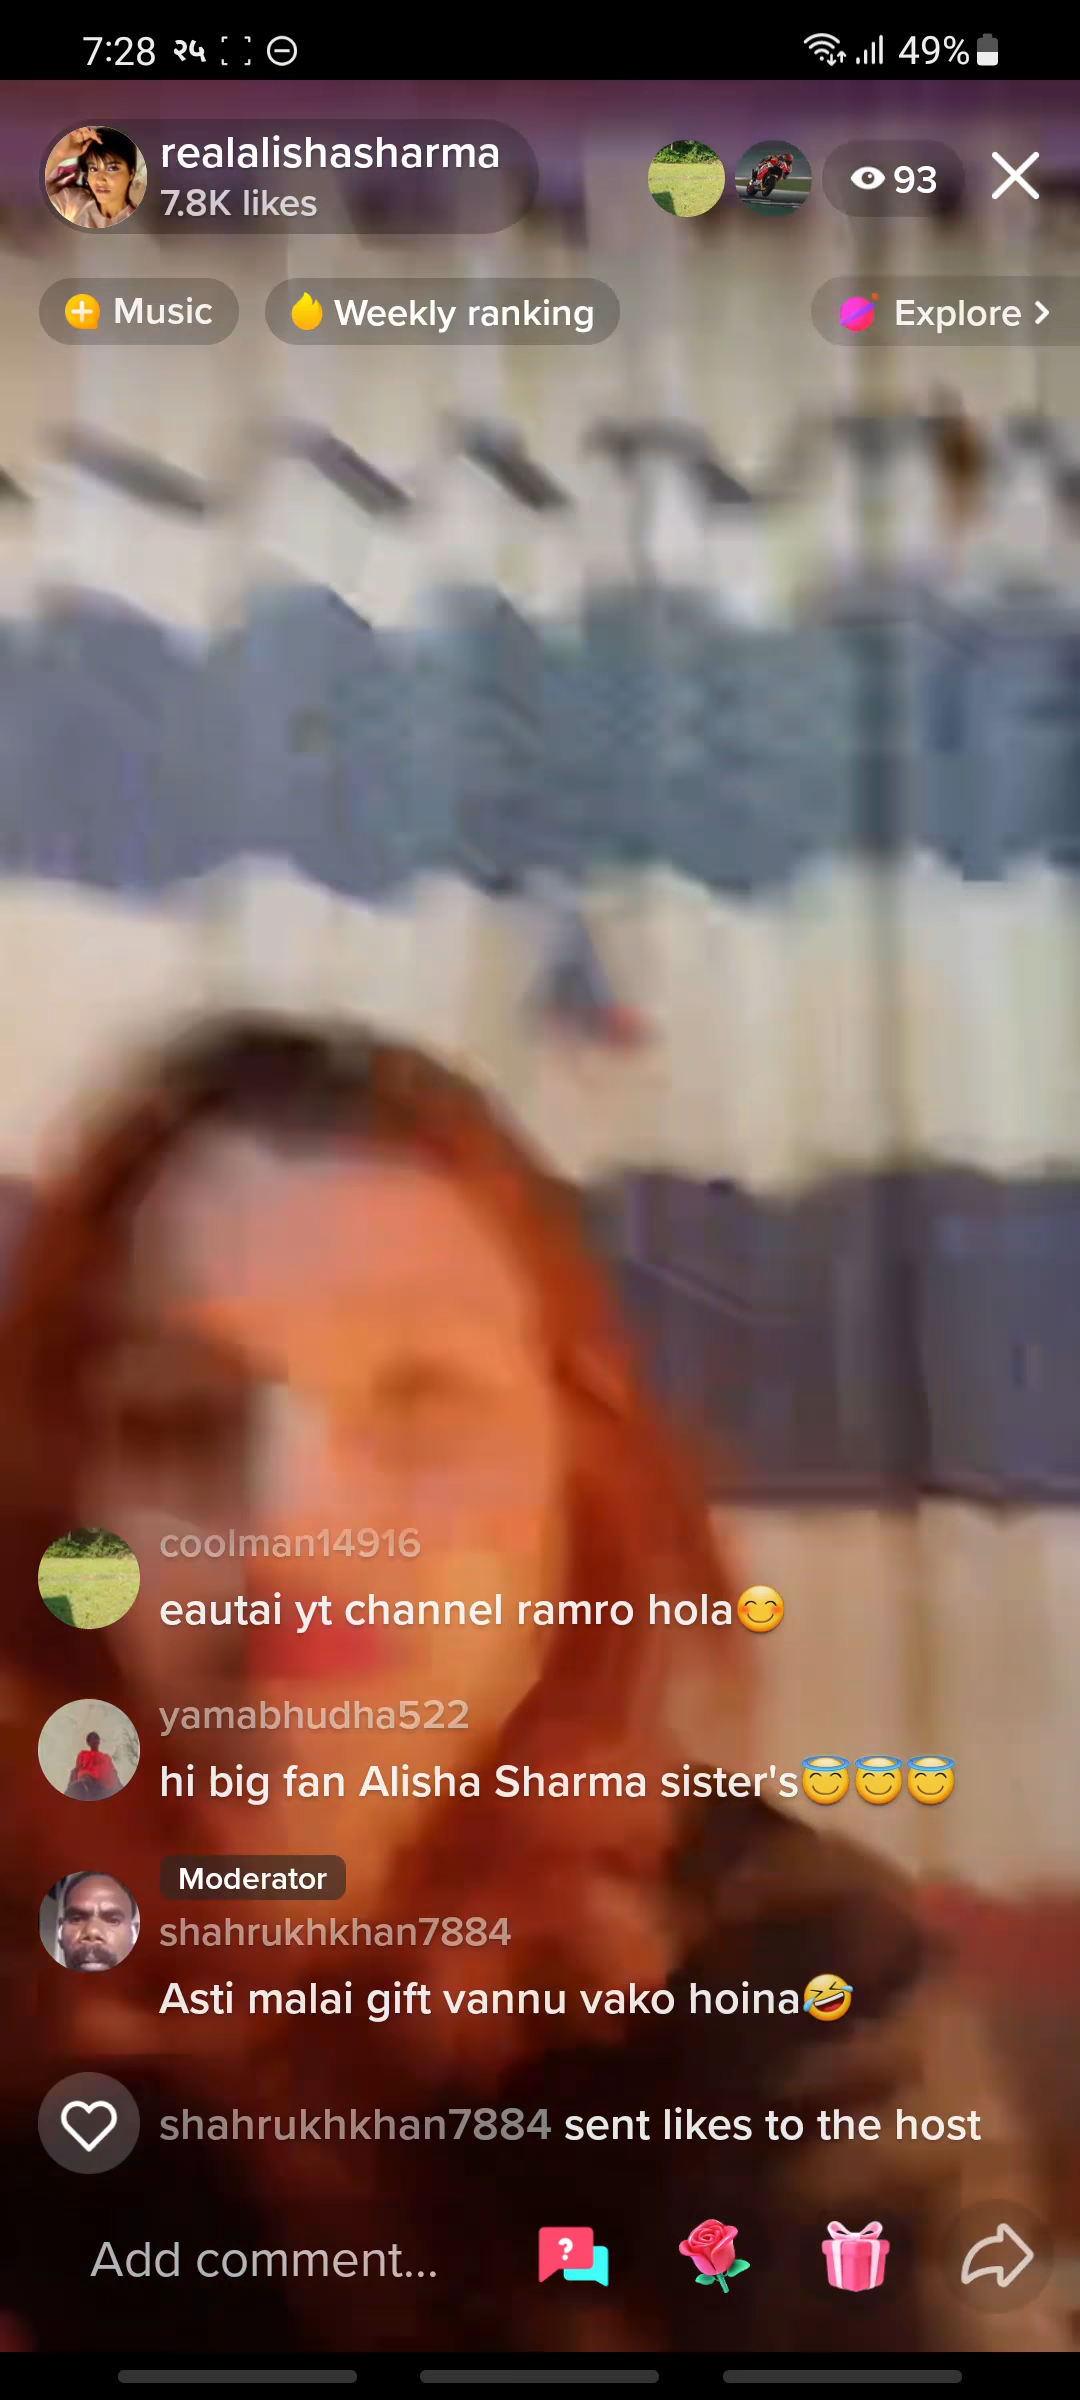 7:28 २५ 49%
realalishasharma
7.8K likes
93
Music
Weekly ranking
Explore
coolman14916
eautai yt channel ramro hola😊
yamabhudha522
hi big fan Alisha Sharma sister's😇😇😇
Moderator
shahrukhkhan7884
Asti malai gift vannu vako hoina🤣
shahrukhkhan7884 sent likes to the host
Add comment...
?